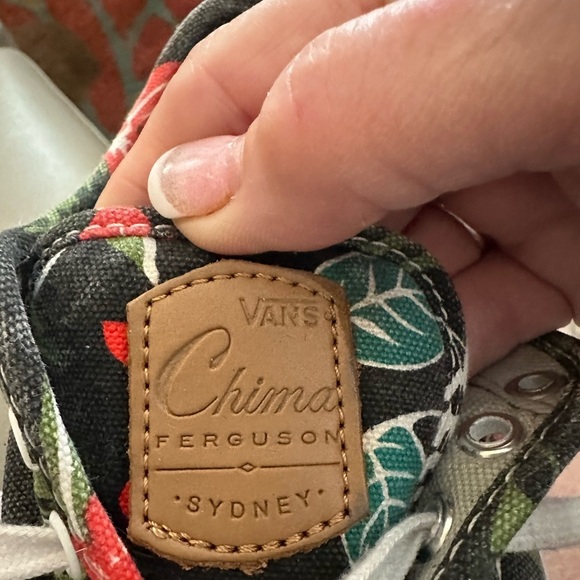 VANS
Chima
FERGUSON
·SYDNEY·